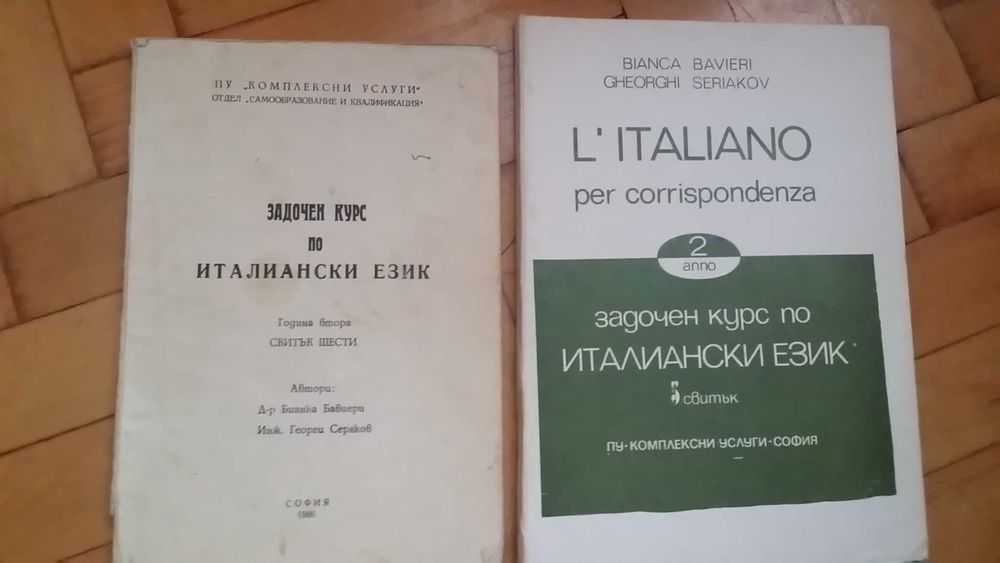 ПУ „КОМПЛЕКСНИ УСЛУГИ“
ОТДЕЛ „САМООБРАЗОВАНИЕ И КВАЛИФИКАЦИЯ“
ЗАДОЧЕН КУРС
ПО
ИТАЛИАНСКИ ЕЗИК
Година втора
СВИТЪК ШЕСТИ
Автори:
Д-р Бианка Бавиери
Инж. Георги Серяков
СОФИЯ
BIANCA BAVIERI
GHEORGHI SERIAKOV
L'ITALIANO
per corrispondenza
2
anno
задочен курс по
ИТАЛИАНСКИ ЕЗИК
5 свитък
ПУ·КОМПЛЕКСНИ УСЛУГИ·СОФИЯ